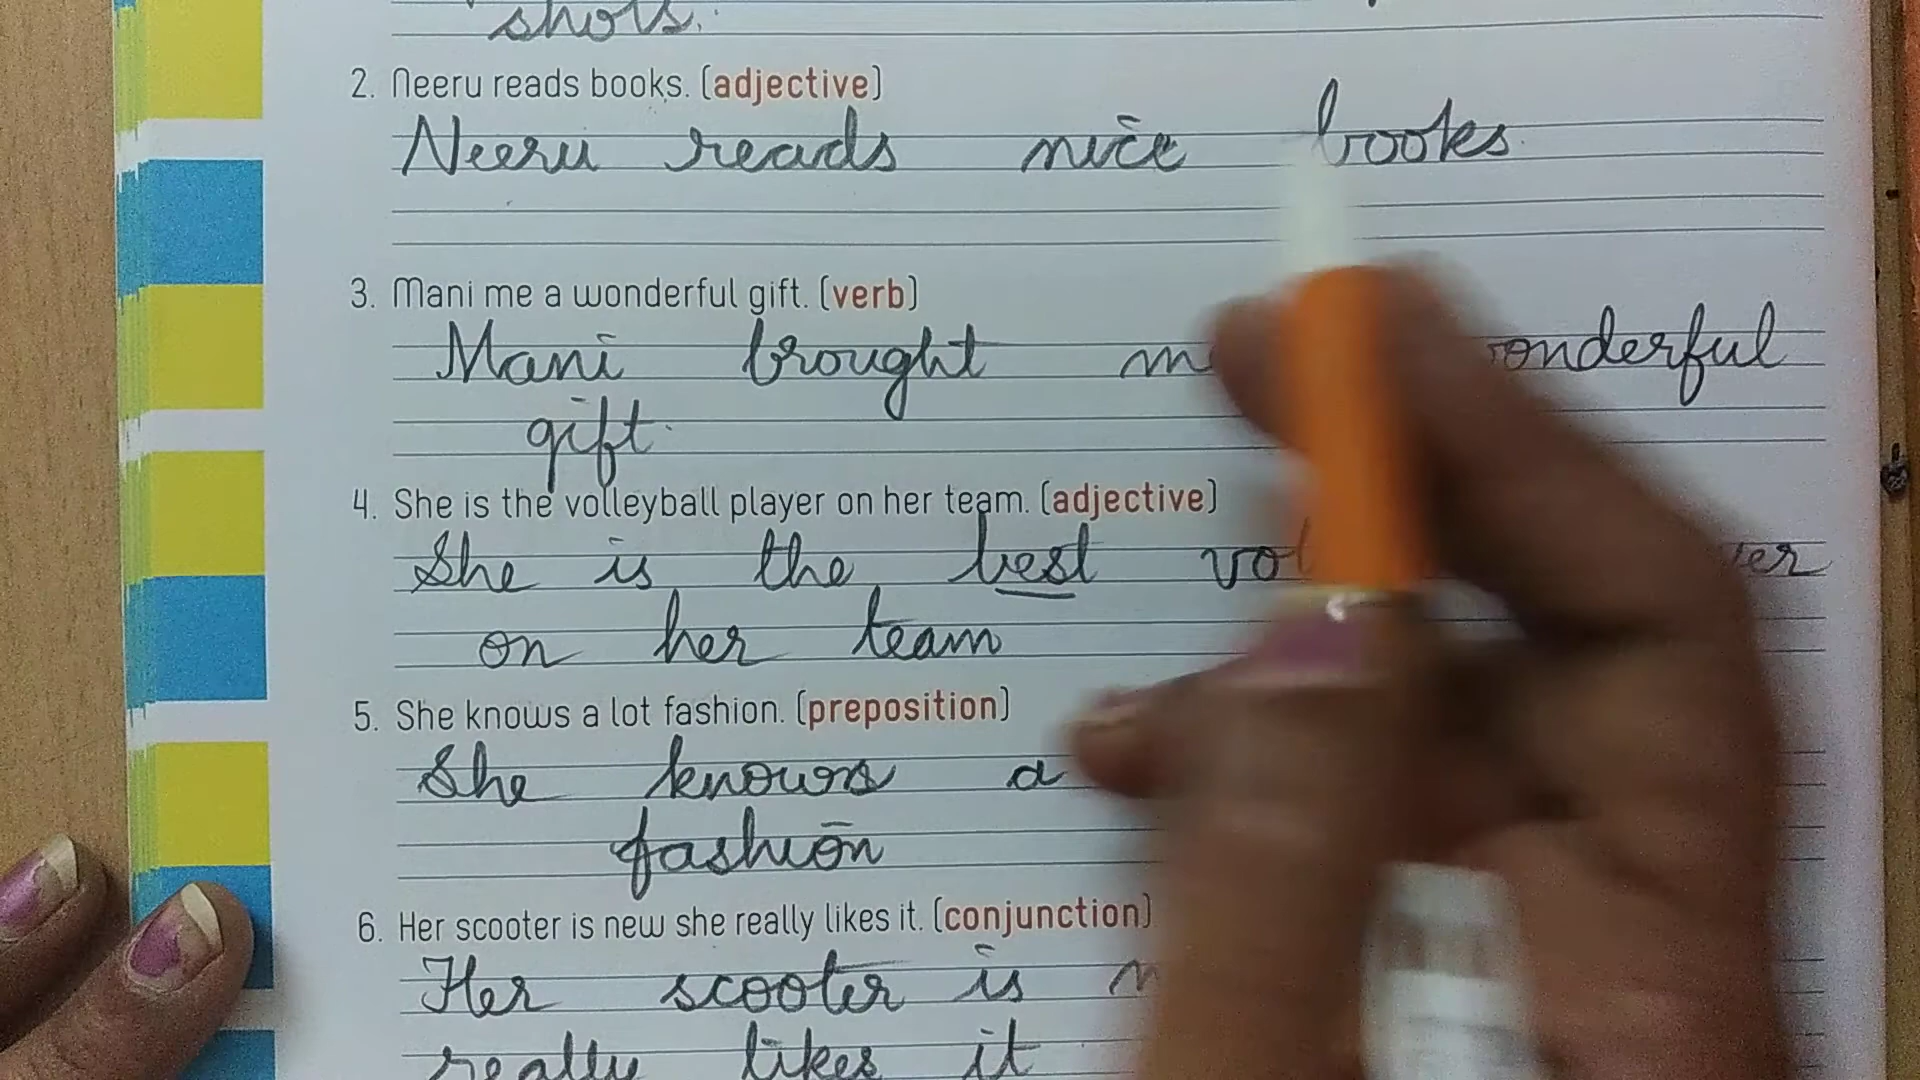 shots.
2. Neeru reads books. (adjective)
Neeru reads nice books.
3. Mani me a wonderful gift. (verb)
Mani brought
gift.
4. She is the volleyball player on her team. (adjective)
She is the best
on her team
5. She knows a lot fashion. (preposition)
She knows a
fashion
6. Her scooter is new she really likes it. (conjunction)
Her scooter is
really likes it